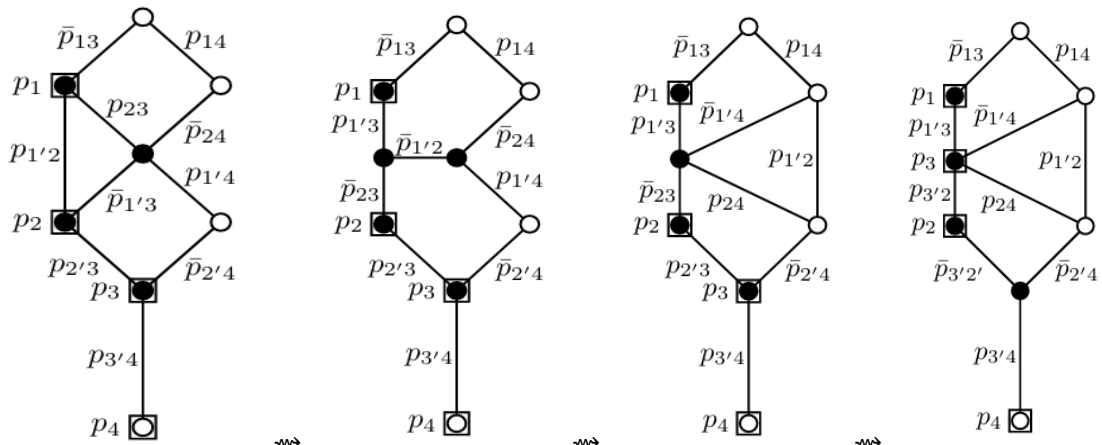 p̄₁₃ p₁₄
p₁ p₂₃
p₁′₂ p̄₂₄
p̄₁′₃ p₁′₄
p₂
p₂′₃ p̄₂′₄
p₃
p₃′₄
p₄
p̄₁₃ p₁₄
p₁
p₁′₃ p̄₁′₂ p̄₂₄
p̄₂₃ p₁′₄
p₂
p₂′₃ p̄₂′₄
p₃
p₃′₄
p₄
p̄₁₃ p₁₄
p₁
p₁′₃ p̄₁′₄
p₁′₂
p̄₂₃ p₂₄
p₂
p₂′₃ p̄₂′₄
p₃
p₃′₄
p₄
p̄₁₃ p₁₄
p₁
p₁′₃ p̄₁′₄
p₃ p₁′₂
p₃′₂ p₂₄
p₂
p̄₃′₂′ p̄₂′₄
p₃′₄
p₄